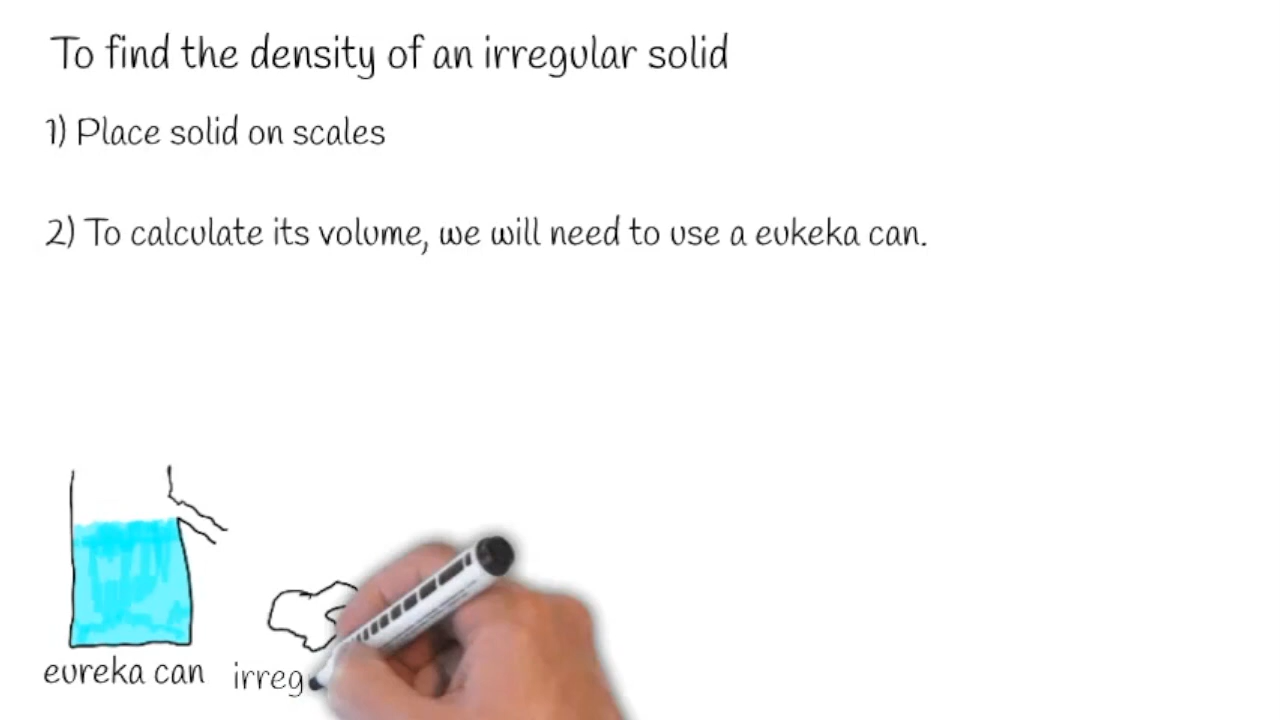 To find the density of an irregular solid
1) Place solid on scales
2) To calculate its volume, we will need to use a eukeka can.
eureka can
irreg